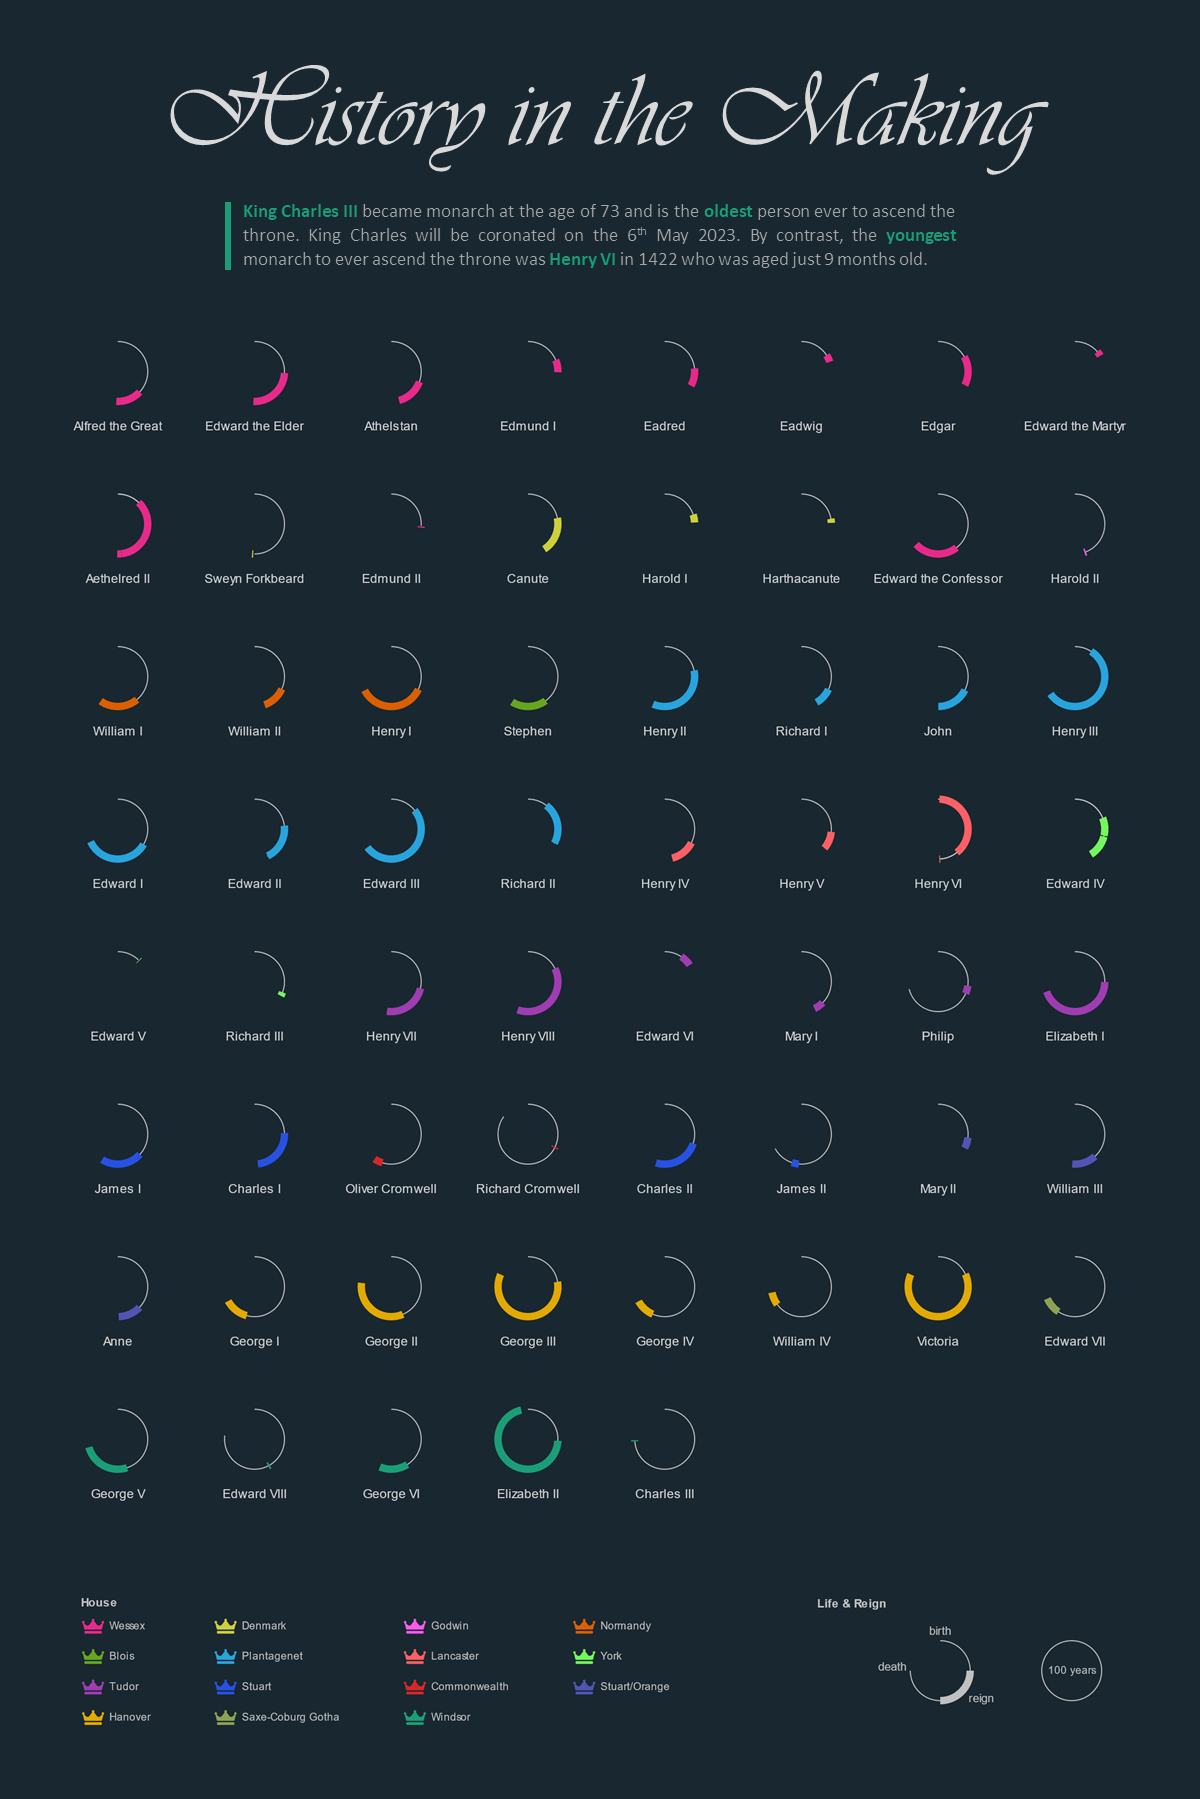 History in the Making
King Charles III became monarch at the age of 73 and is the oldest person ever to ascend the
throne. King Charles will be coronated on the 6th May 2023. By contrast, the youngest
monarch to ever ascend the throne was Henry VI in 1422 who was aged just 9 months old.
Alfred the Great Edward the Elder Athelstan Edmund I Eadred Eadwig Edgar Edward the Martyr
Aethelred II Sweyn Forkbeard Edmund II Canute Harold I Harthacanute Edward the Confessor Harold II
William I William II Henry I Stephen Henry II Richard I John Henry III
Edward I Edward II Edward III Richard II Henry IV Henry V Henry VI Edward IV
Edward V Richard III Henry VII Henry VIII Edward VI Mary I Philip Elizabeth I
James I Charles I Oliver Cromwell Richard Cromwell Charles II James II Mary II William III
Anne George I George II George III George IV William IV Victoria Edward VII
George V Edward VIII George VI Elizabeth II Charles III
House
Wessex Denmark Godwin Normandy
Blois Plantagenet Lancaster York
Tudor Stuart Commonwealth Stuart/Orange
Hanover Saxe-Coburg Gotha Windsor
Life & Reign
birth
death
reign
100 years